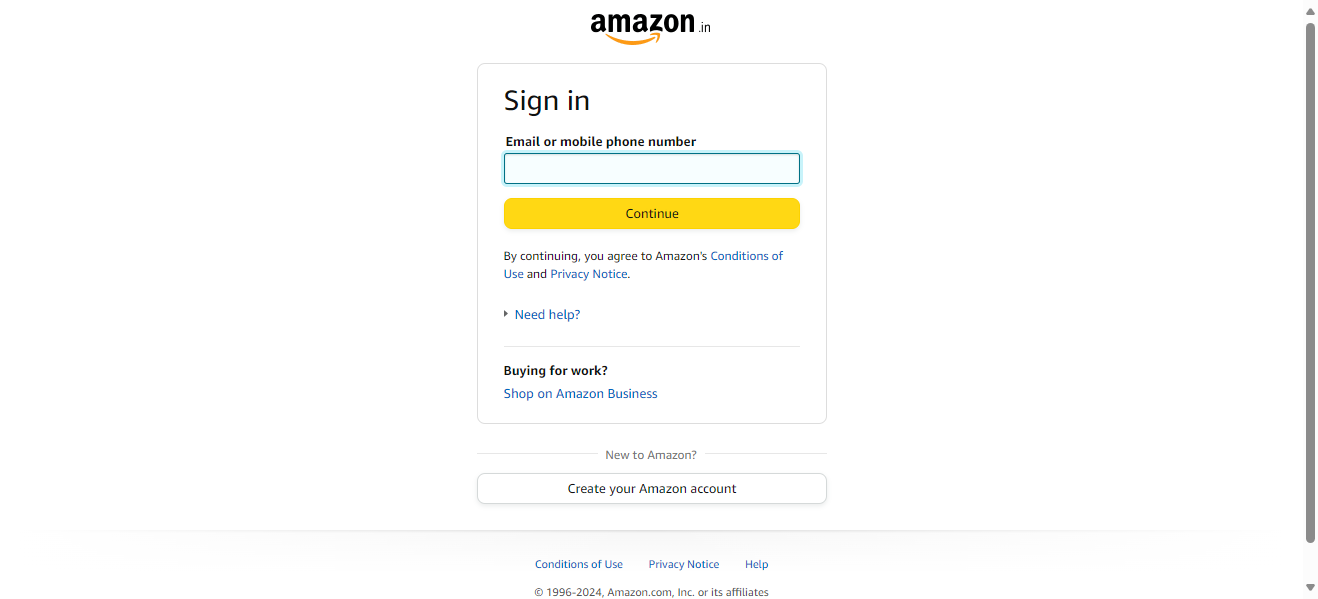 amazon.in
Sign in
Email or mobile phone number
Continue
By continuing, you agree to Amazon's Conditions of
Use and Privacy Notice.
Need help?
Buying for work?
Shop on Amazon Business
New to Amazon?
Create your Amazon account
Conditions of Use Privacy Notice Help
© 1996-2024, Amazon.com, Inc. or its affiliates